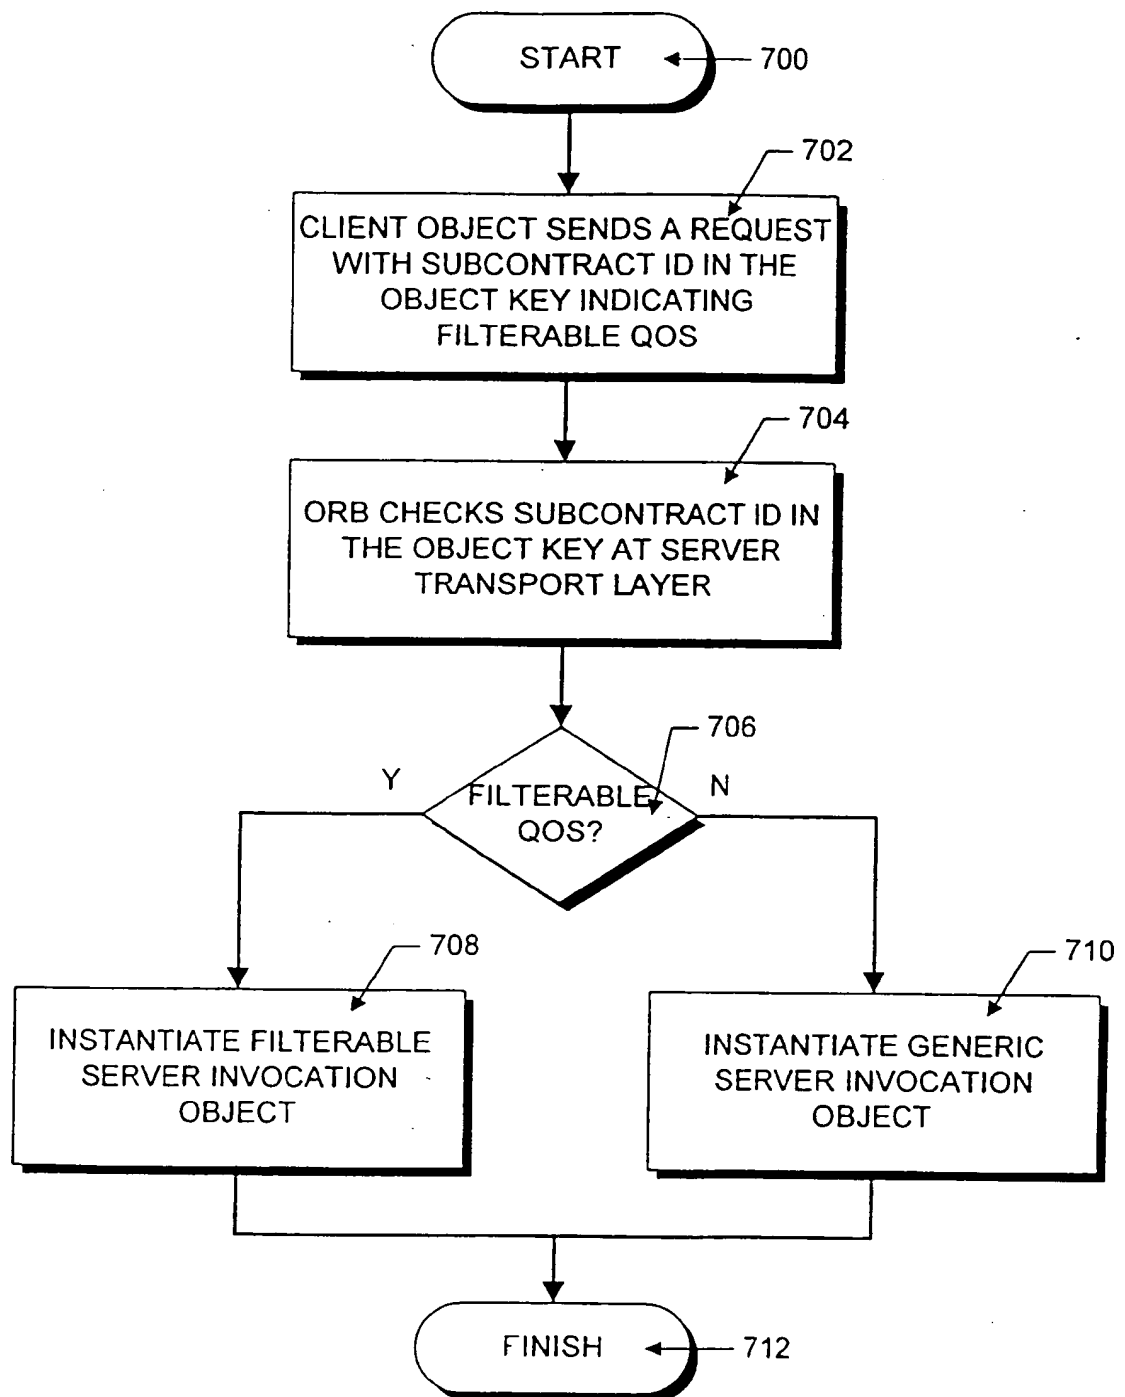 START
700
702
CLIENT OBJECT SENDS A REQUEST
WITH SUBCONTRACT ID IN THE
OBJECT KEY INDICATING
FILTERABLE QOS
704
ORB CHECKS SUBCONTRACT ID IN
THE OBJECT KEY AT SERVER
TRANSPORT LAYER
706
Y
N
FILTERABLE
QOS?
708
710
INSTANTIATE FILTERABLE
SERVER INVOCATION
OBJECT
INSTANTIATE GENERIC
SERVER INVOCATION
OBJECT
FINISH
712